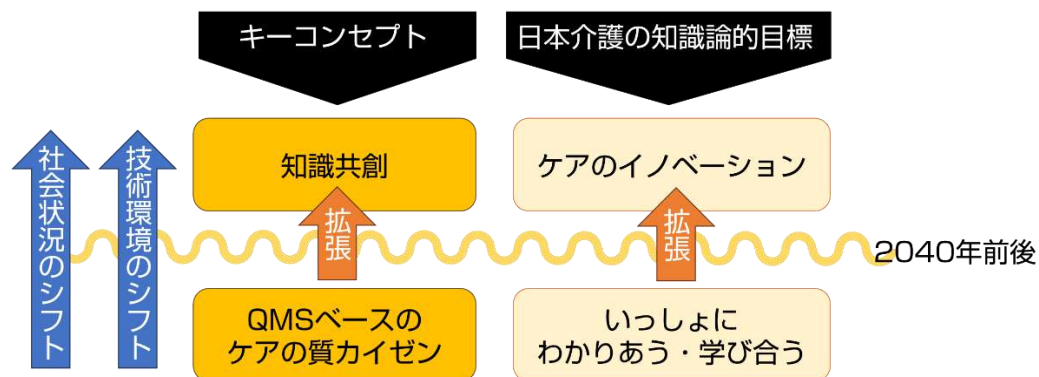 キーコンセプト
日本介護の知識論的目標
社会状況のシフト
技術環境のシフト
知識共創
ケアのイノベーション
拡張
拡張
2040年前後
QMSベースの
ケアの質カイゼン
いっしょに
わかりあう・学び合う